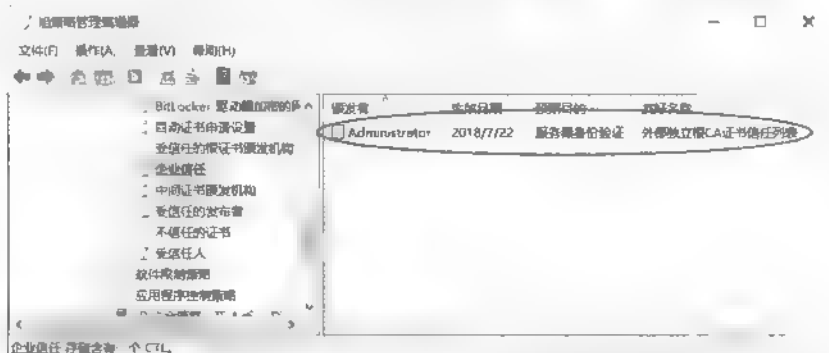 组策略管理编辑器
文件(F) 操作(A) 查看(V) 帮助(H)
BitLocker 驱动器加密
自动证书申请设置
受信任的根证书颁发机构
企业信任
中间证书颁发机构
受信任的发布者
不信任的证书
受信任人
软件限制策略
应用程序控制策略
颁发者 失效日期 预期目的 友好名称
Administrator 2018/7/22 服务器身份验证 外部独立根CA证书信任列表
企业信任 存储含有 个 CTL。